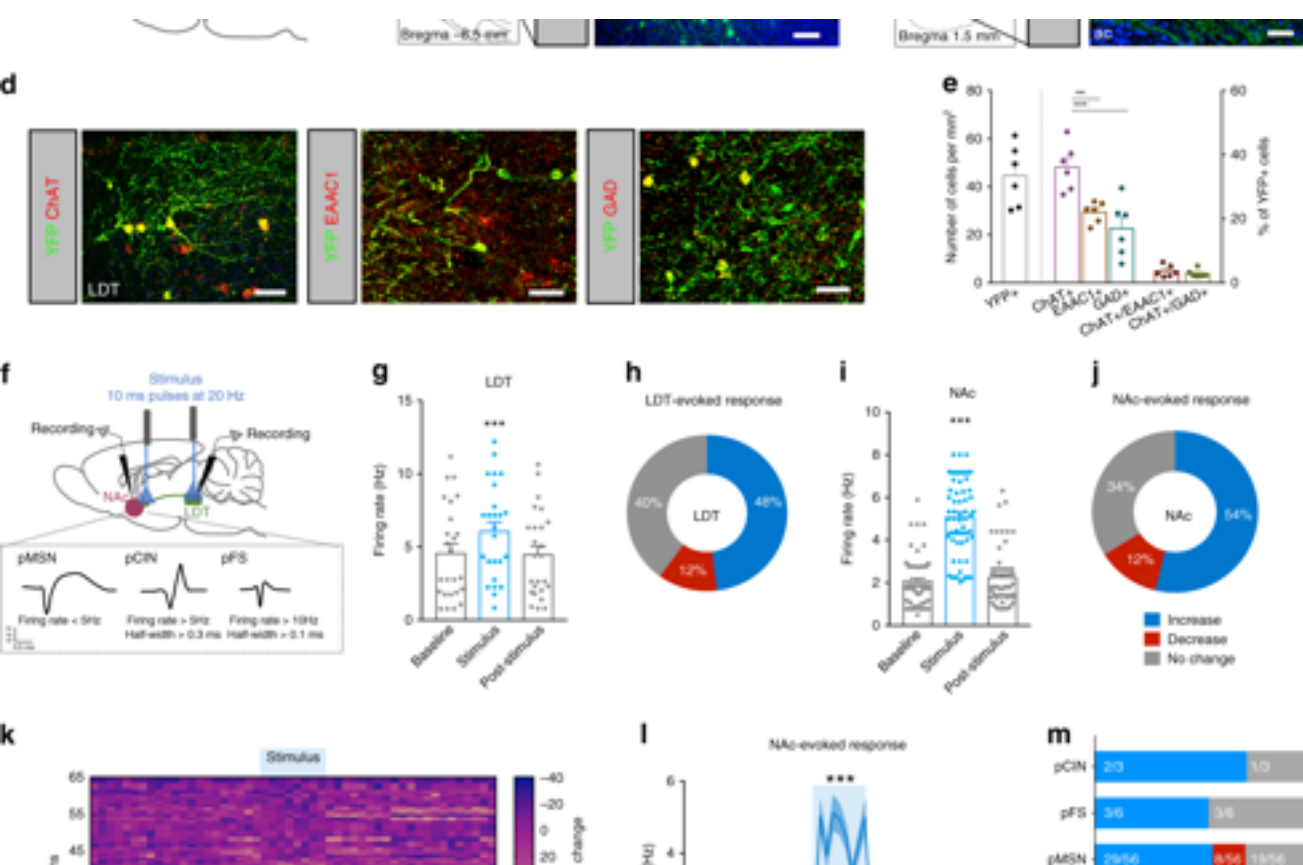 Bregma -6.5 mm
Bregma 1.5 mm
BC
d
YFP ChAT
LDT
YFP EAAC1
YFP GAD
e
Number of cells per mm²
80
60
40
20
0
***
60
40
20
0
% of YFP+ cells
YFP+
ChAT+
EAAC1+
GAD+
ChAT+/EAAC1+
ChAT+/GAD+
f
Stimulus
10 ms pulses at 20 Hz
Recording
Recording
NAc
LDT
pMSN
pCIN
pFS
Firing rate < 5Hz
Firing rate > 5Hz
Half-width > 0.3 ms
Firing rate > 10Hz
Half-width > 0.1 ms
g
LDT
Firing rate (Hz)
15
10
5
0
***
Baseline
Stimulus
Post-stimulus
h
LDT-evoked response
40%
48%
12%
LDT
i
NAc
Firing rate (Hz)
10
8
6
4
2
0
***
Baseline
Stimulus
Post-stimulus
j
NAc-evoked response
34%
54%
12%
NAc
Increase
Decrease
No change
k
Stimulus
65
55
45
-40
-20
0
20
change
l
NAc-evoked response
6
4
(Hz)
***
m
pCIN
2/3
1/3
pFS
3/6
3/6
pMSN
29/56
8/56
19/56